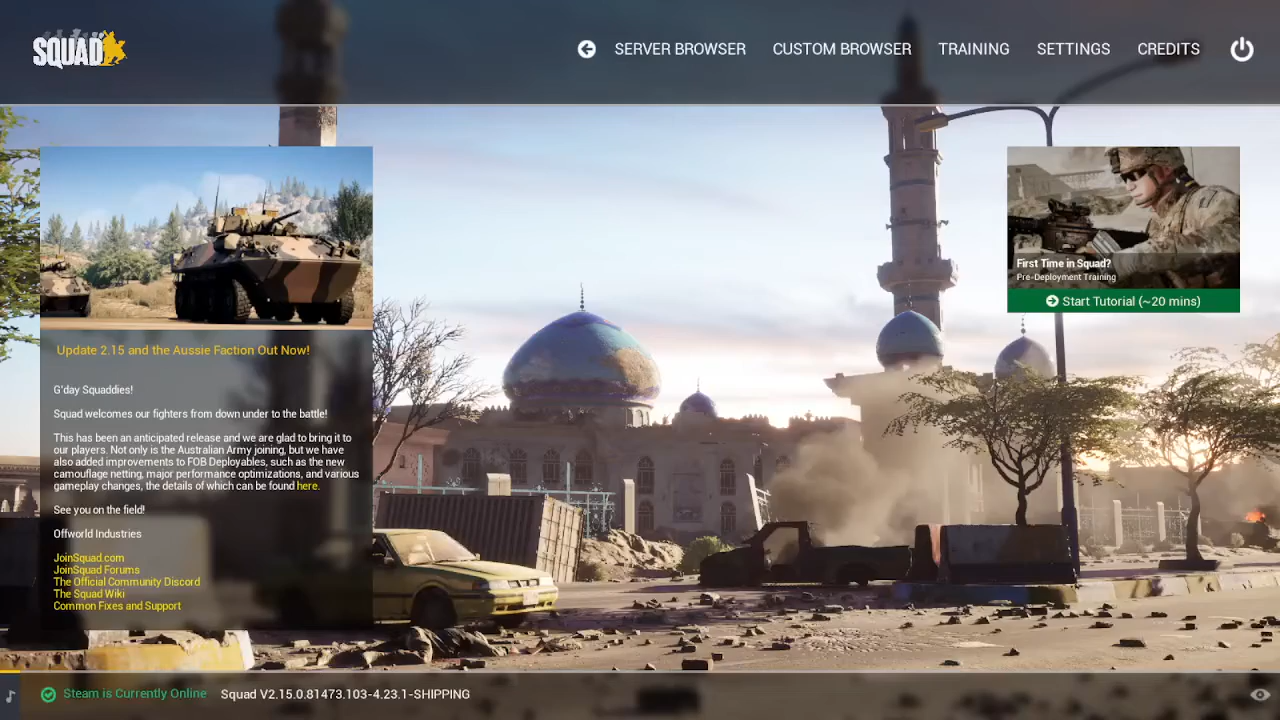 SQUAD
SERVER BROWSER
CUSTOM BROWSER
TRAINING
SETTINGS
CREDITS
First Time in Squad?
Pre-Deployment Training
Start Tutorial (~20 mins)
Update 2.15 and the Aussie Faction Out Now!
G'day Squaddies!
Squad welcomes our fighters from down under to the battle!
This has been an anticipated release and we are glad to bring it to
our players. Not only is the Australian Army joining, but we have
also added improvements to FOB Deployables, such as the new
camouflage netting, major performance optimizations, and various
gameplay changes, the details of which can be found here.
See you on the field!
Offworld Industries
JoinSquad.com
JoinSquad Forums
The Official Community Discord
The Squad Wiki
Common Fixes and Support
Steam is Currently Online
Squad V2.15.0.81473.103-4.23.1-SHIPPING